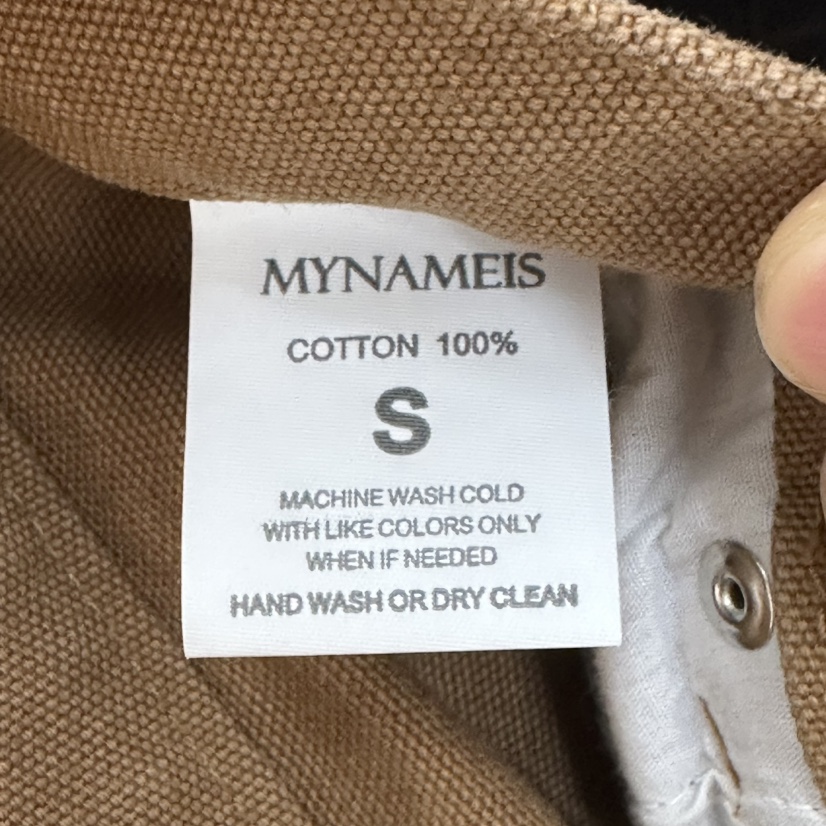 MYNAMEIS
COTTON 100%
S
MACHINE WASH COLD
WITH LIKE COLORS ONLY
WHEN IF NEEDED
HAND WASH OR DRY CLEAN